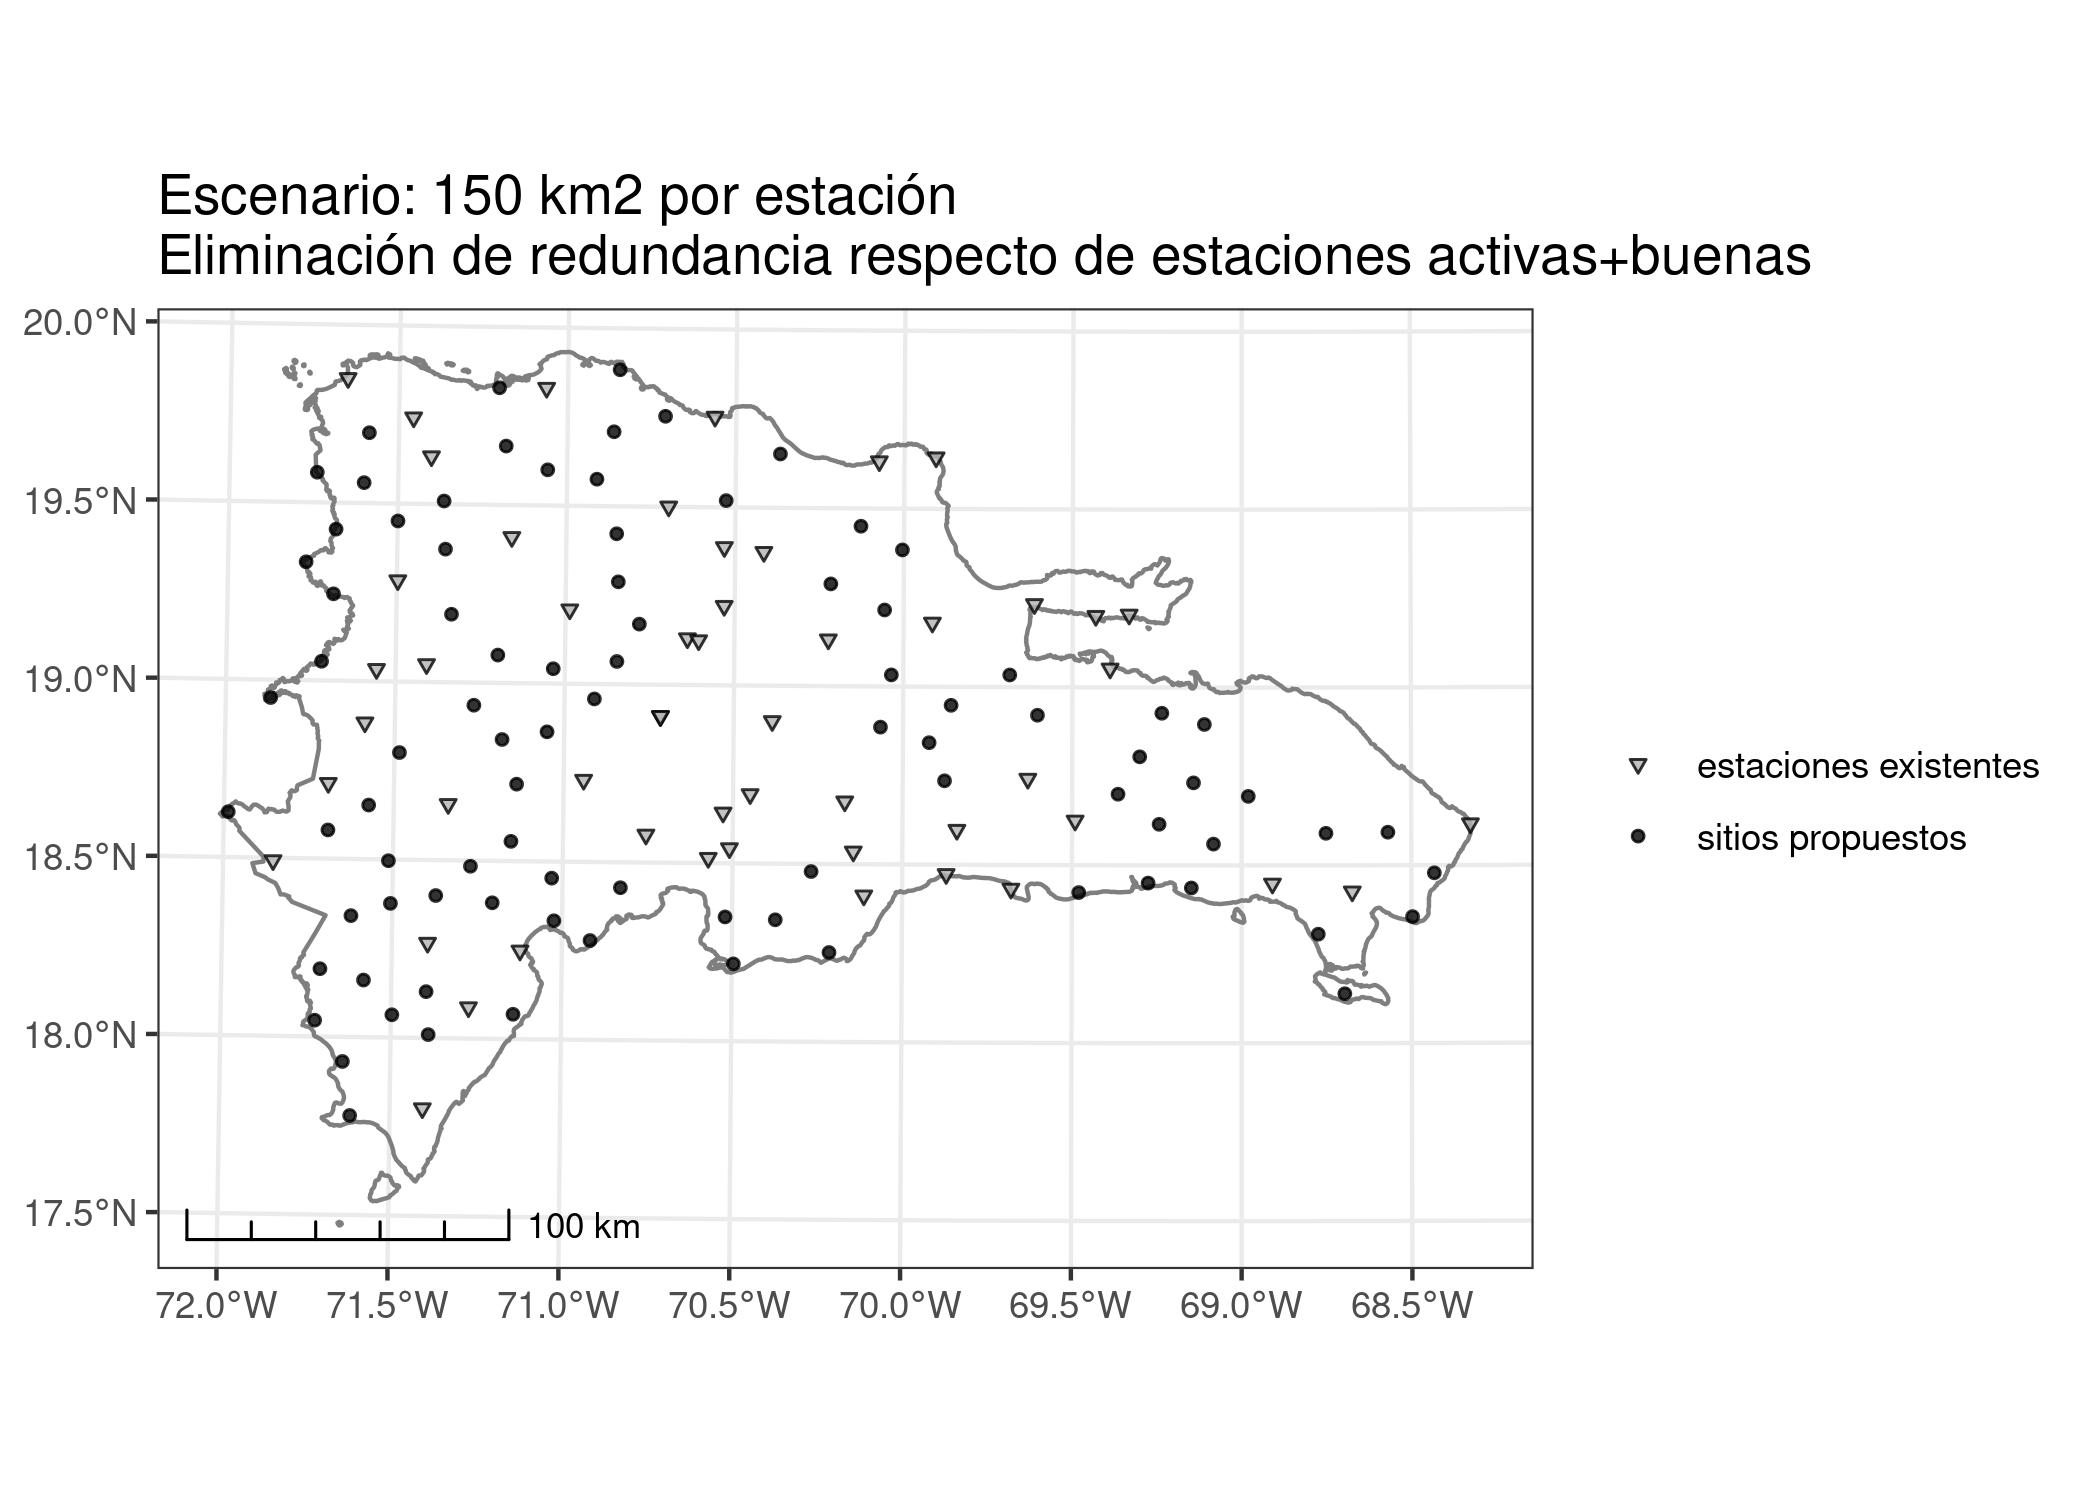 Escenario: 150 km2 por estación
Eliminación de redundancia respecto de estaciones activas+buenas
20.0°N
19.5°N
19.0°N
18.5°N
18.0°N
17.5°N
estaciones existentes
sitios propuestos
100 km
72.0°W 71.5°W 71.0°W 70.5°W 70.0°W 69.5°W 69.0°W 68.5°W